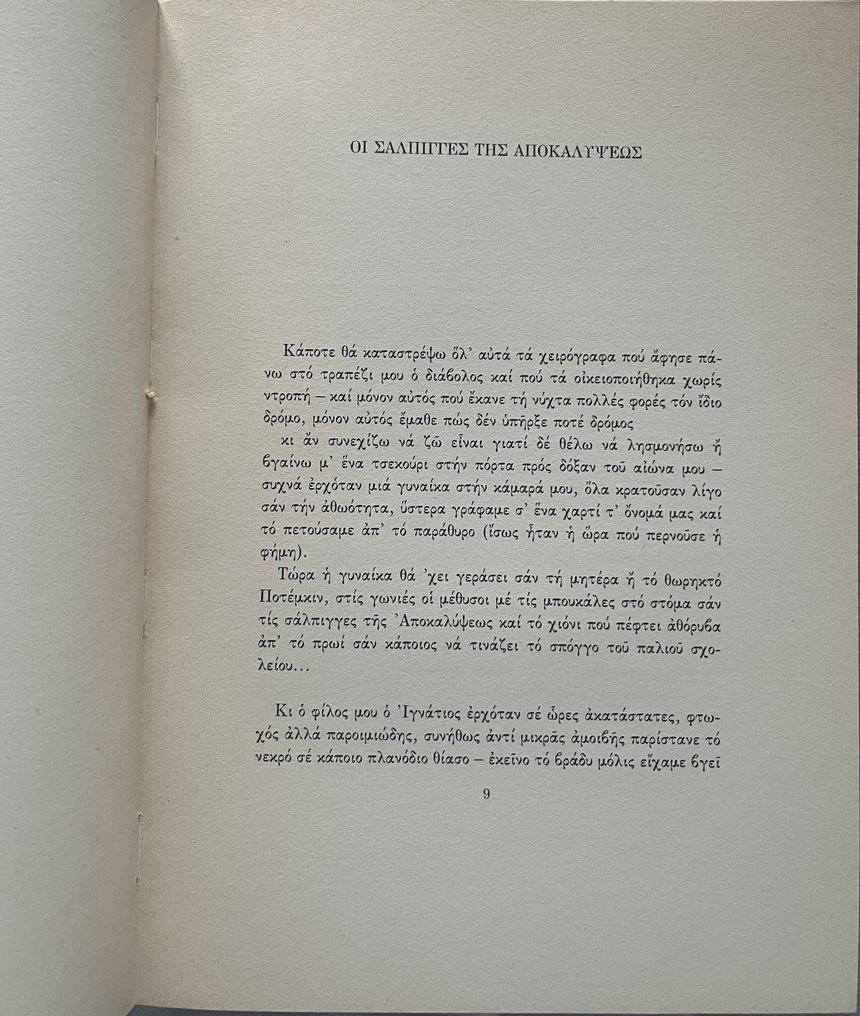 ΟΙ ΣΑΛΠΙΓΓΕΣ ΤΗΣ ΑΠΟΚΑΛΥΨΕΩΣ
Κάποτε θά καταστρέψω ὅλ’ αὐτά τά χειρόγραφα πού ἄφησε πά-
νω στό τραπέζι μου ὁ διάβολος καί πού τά οἰκειοποιήθηκα χωρίς
ντροπή – καί μόνον αὐτός πού ἔκανε τή νύχτα πολλές φορές τόν ἴδιο
δρόμο, μόνον αὐτός ἔμαθε πώς δέν ὑπῆρξε ποτέ δρόμος
κι ἄν συνεχίζω νά ζῶ εἶναι γιατί δέ θέλω νά λησμονήσω ἤ
βγαίνω μ’ ἕνα τσεκούρι στήν πόρτα πρός δόξαν τοῦ αἰώνα μου –
συχνά ἐρχόταν μιά γυναίκα στήν κάμαρά μου, ὅλα κρατοῦσαν λίγο
σάν τήν ἀθωότητα, ὕστερα γράφαμε σ’ ἕνα χαρτί τ’ ὄνομά μας καί
τό πετούσαμε ἀπ’ τό παράθυρο (ἴσως ἦταν ἡ ὥρα πού περνοῦσε ἡ
φήμη).
Τώρα ἡ γυναίκα θά ’χει γεράσει σάν τή μητέρα ἤ τό θωρηκτό
Ποτέμκιν, στίς γωνιές οἱ μέθυσοι μέ τίς μπουκάλες στό στόμα σάν
τίς σάλπιγγες τῆς Ἀποκαλύψεως καί τό χιόνι πού πέφτει ἀθόρυβα
ἀπ’ τό πρωί σάν κάποιος νά τινάζει τό σπόγγο τοῦ παλιοῦ σχο-
λείου...
Κι ὁ φίλος μου ὁ Ἰγνάτιος ἐρχόταν σέ ὧρες ἀκατάστατες, φτω-
χός ἀλλά παροιμιώδης, συνήθως ἀντί μικρᾶς ἀμοιβῆς παρίστανε τό
νεκρό σέ κάποιο πλανόδιο θίασο – ἐκεῖνο τό βράδυ μόλις εἴχαμε βγεῖ
9